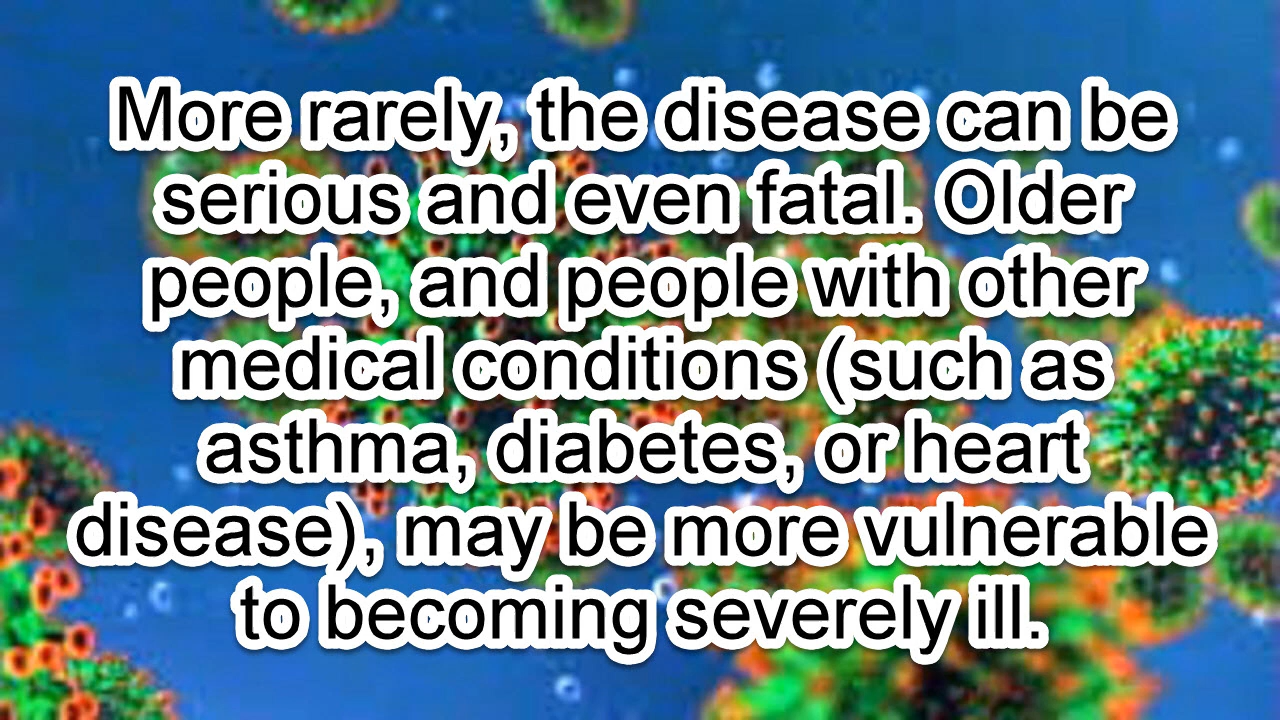 More rarely, the disease can be
serious and even fatal. Older
people, and people with other
medical conditions (such as
asthma, diabetes, or heart
disease), may be more vulnerable
to becoming severely ill.